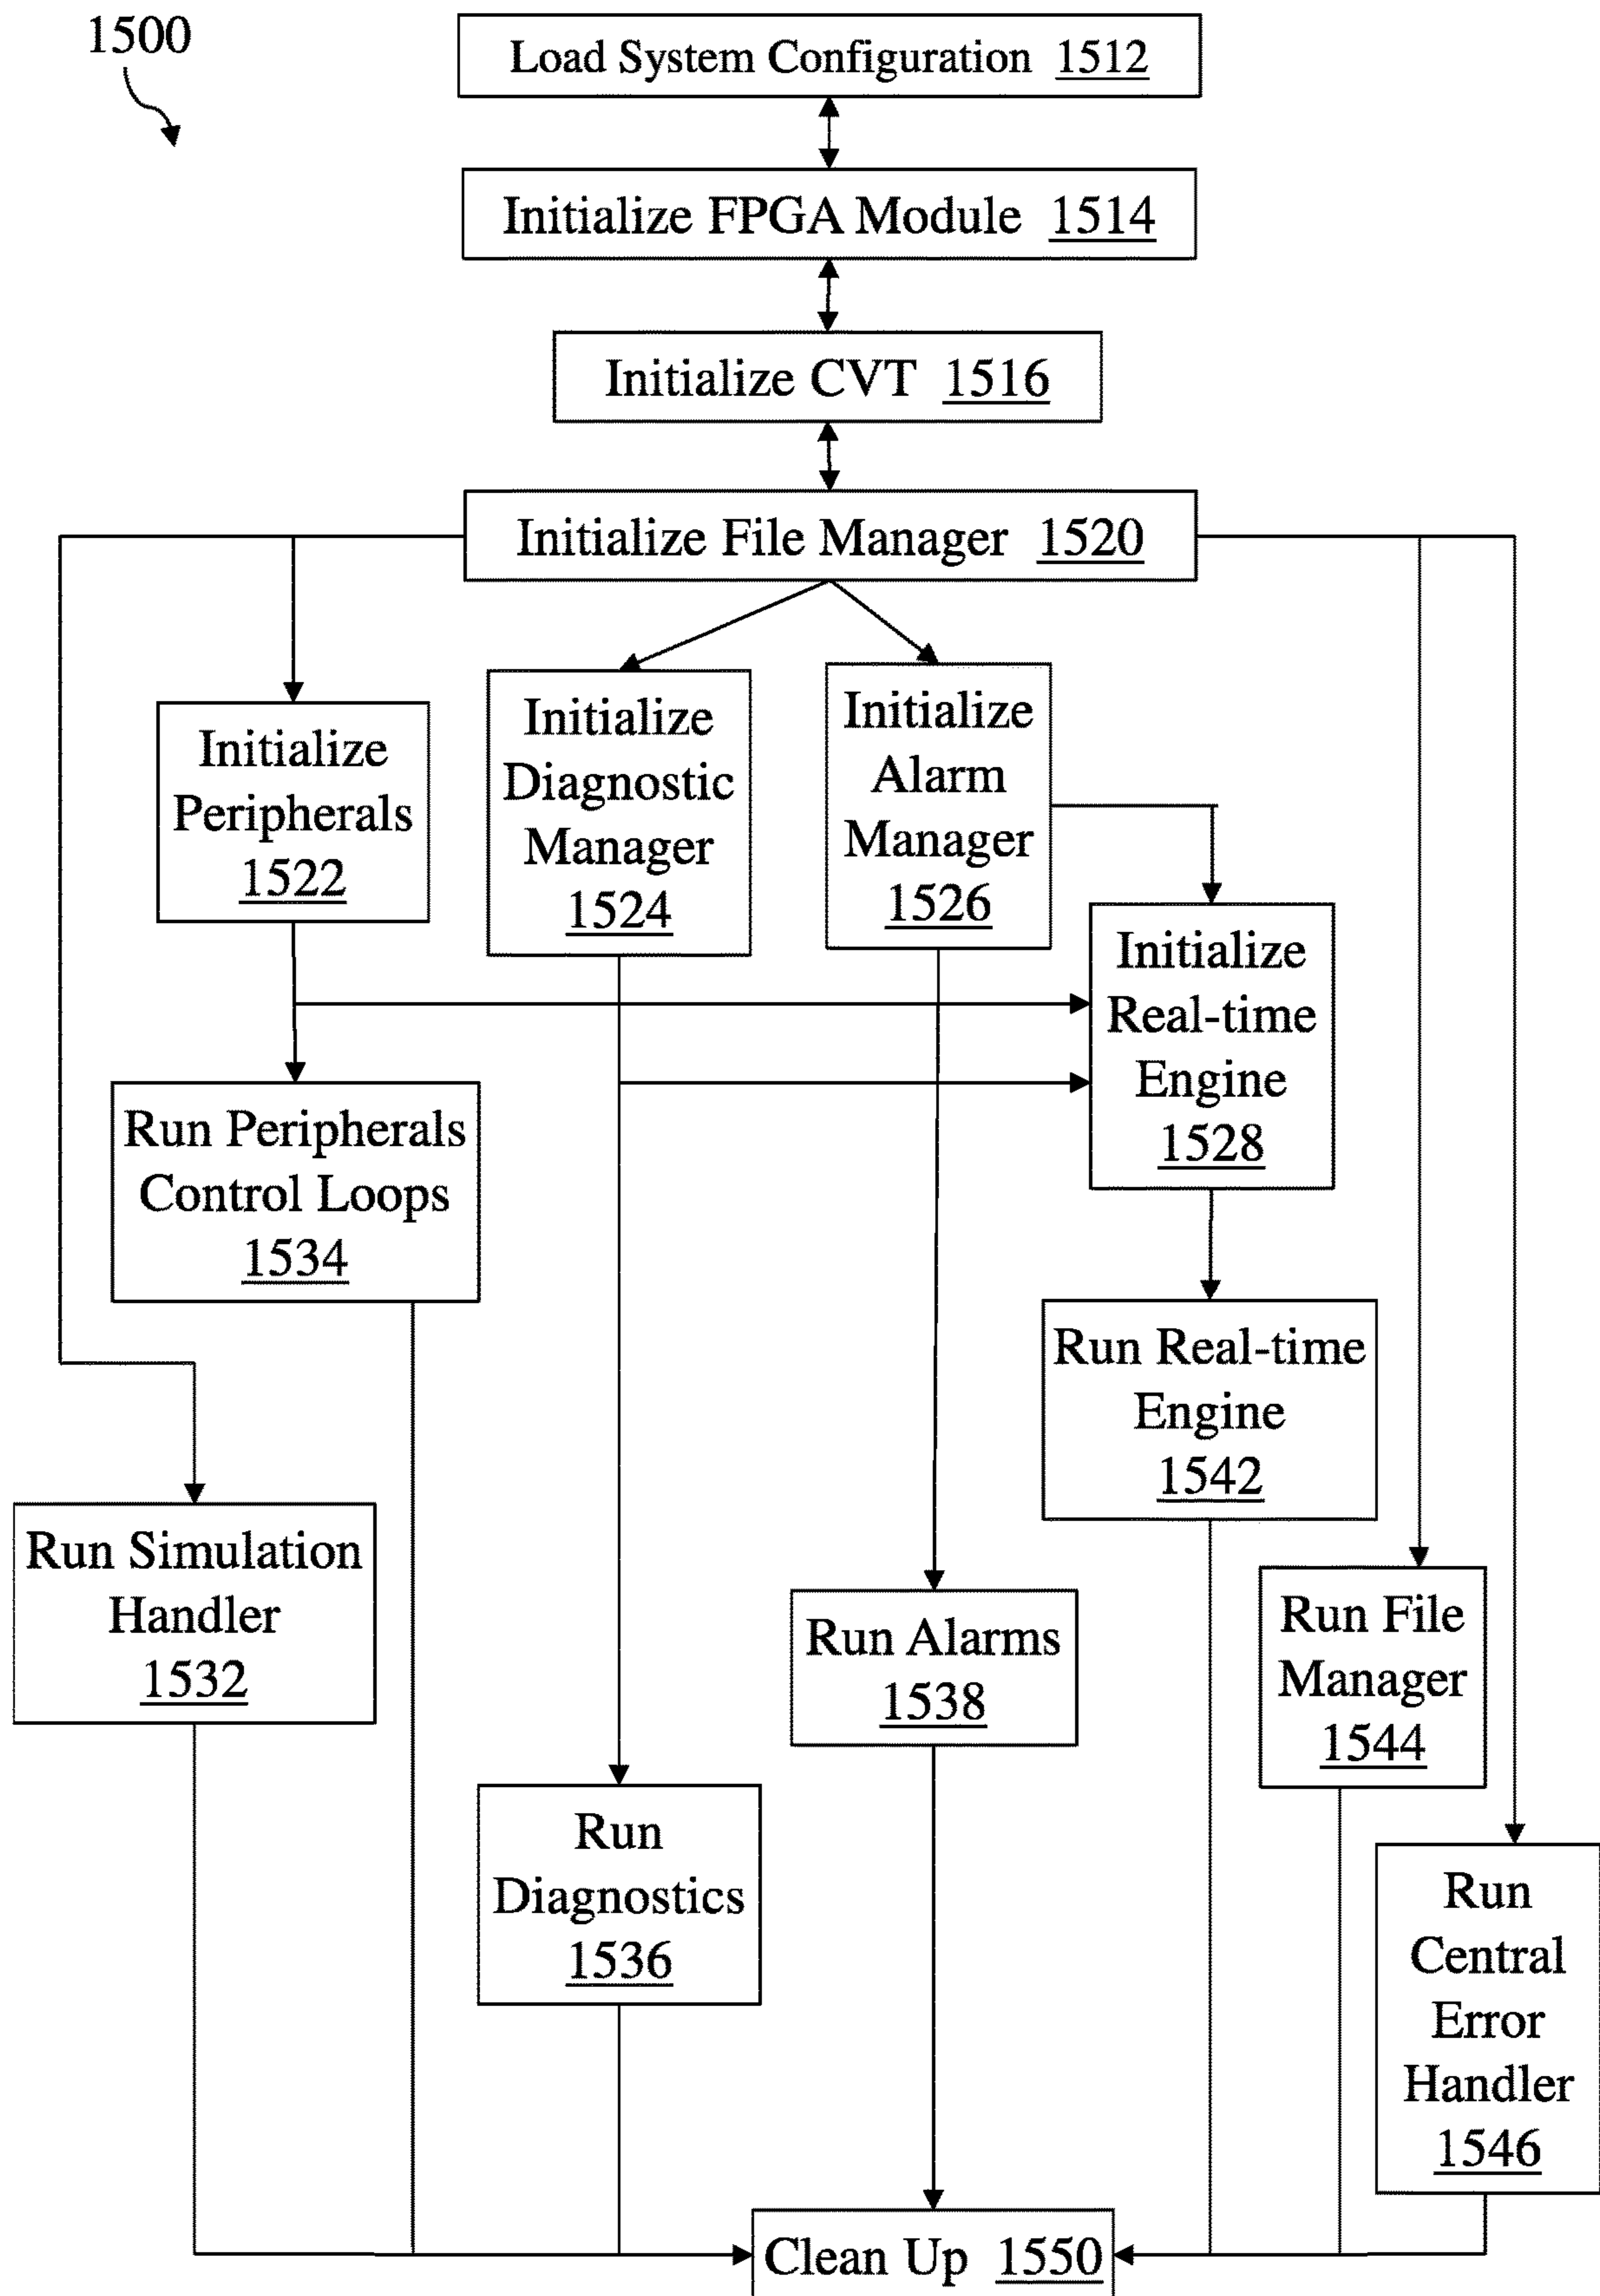 1500
Load System Configuration 1512
Initialize FPGA Module 1514
Initialize CVT 1516
Initialize File Manager 1520
Initialize
Peripherals
1522
Initialize
Diagnostic
Manager
1524
Initialize
Alarm
Manager
1526
Initialize
Real-time
Engine
1528
Run Peripherals
Control Loops
1534
Run Real-time
Engine
1542
Run Simulation
Handler
1532
Run Alarms
1538
Run File
Manager
1544
Run
Diagnostics
1536
Run
Central
Error
Handler
1546
Clean Up 1550